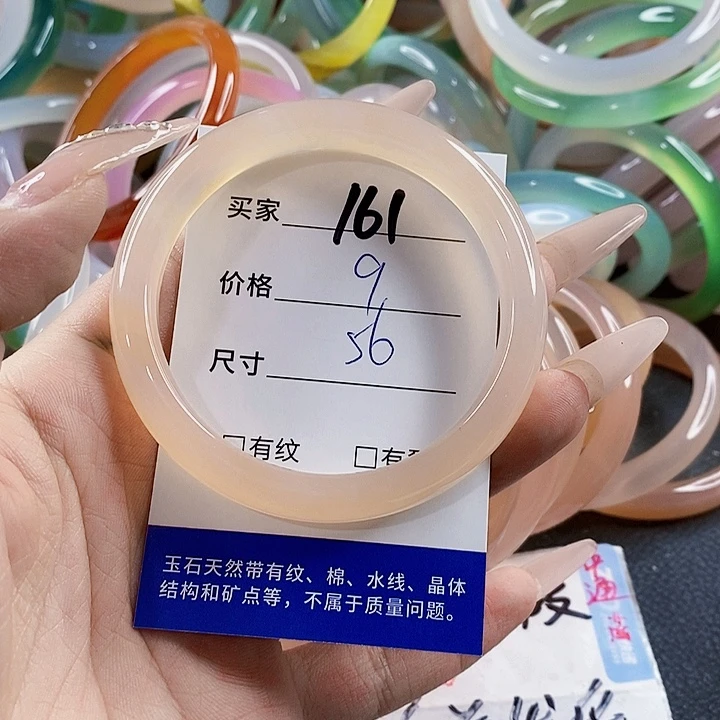 买家 161
价格 9
尺寸 56
□有纹 □有
玉石天然带有纹、棉、水线、晶体
结构和矿点等，不属于质量问题。